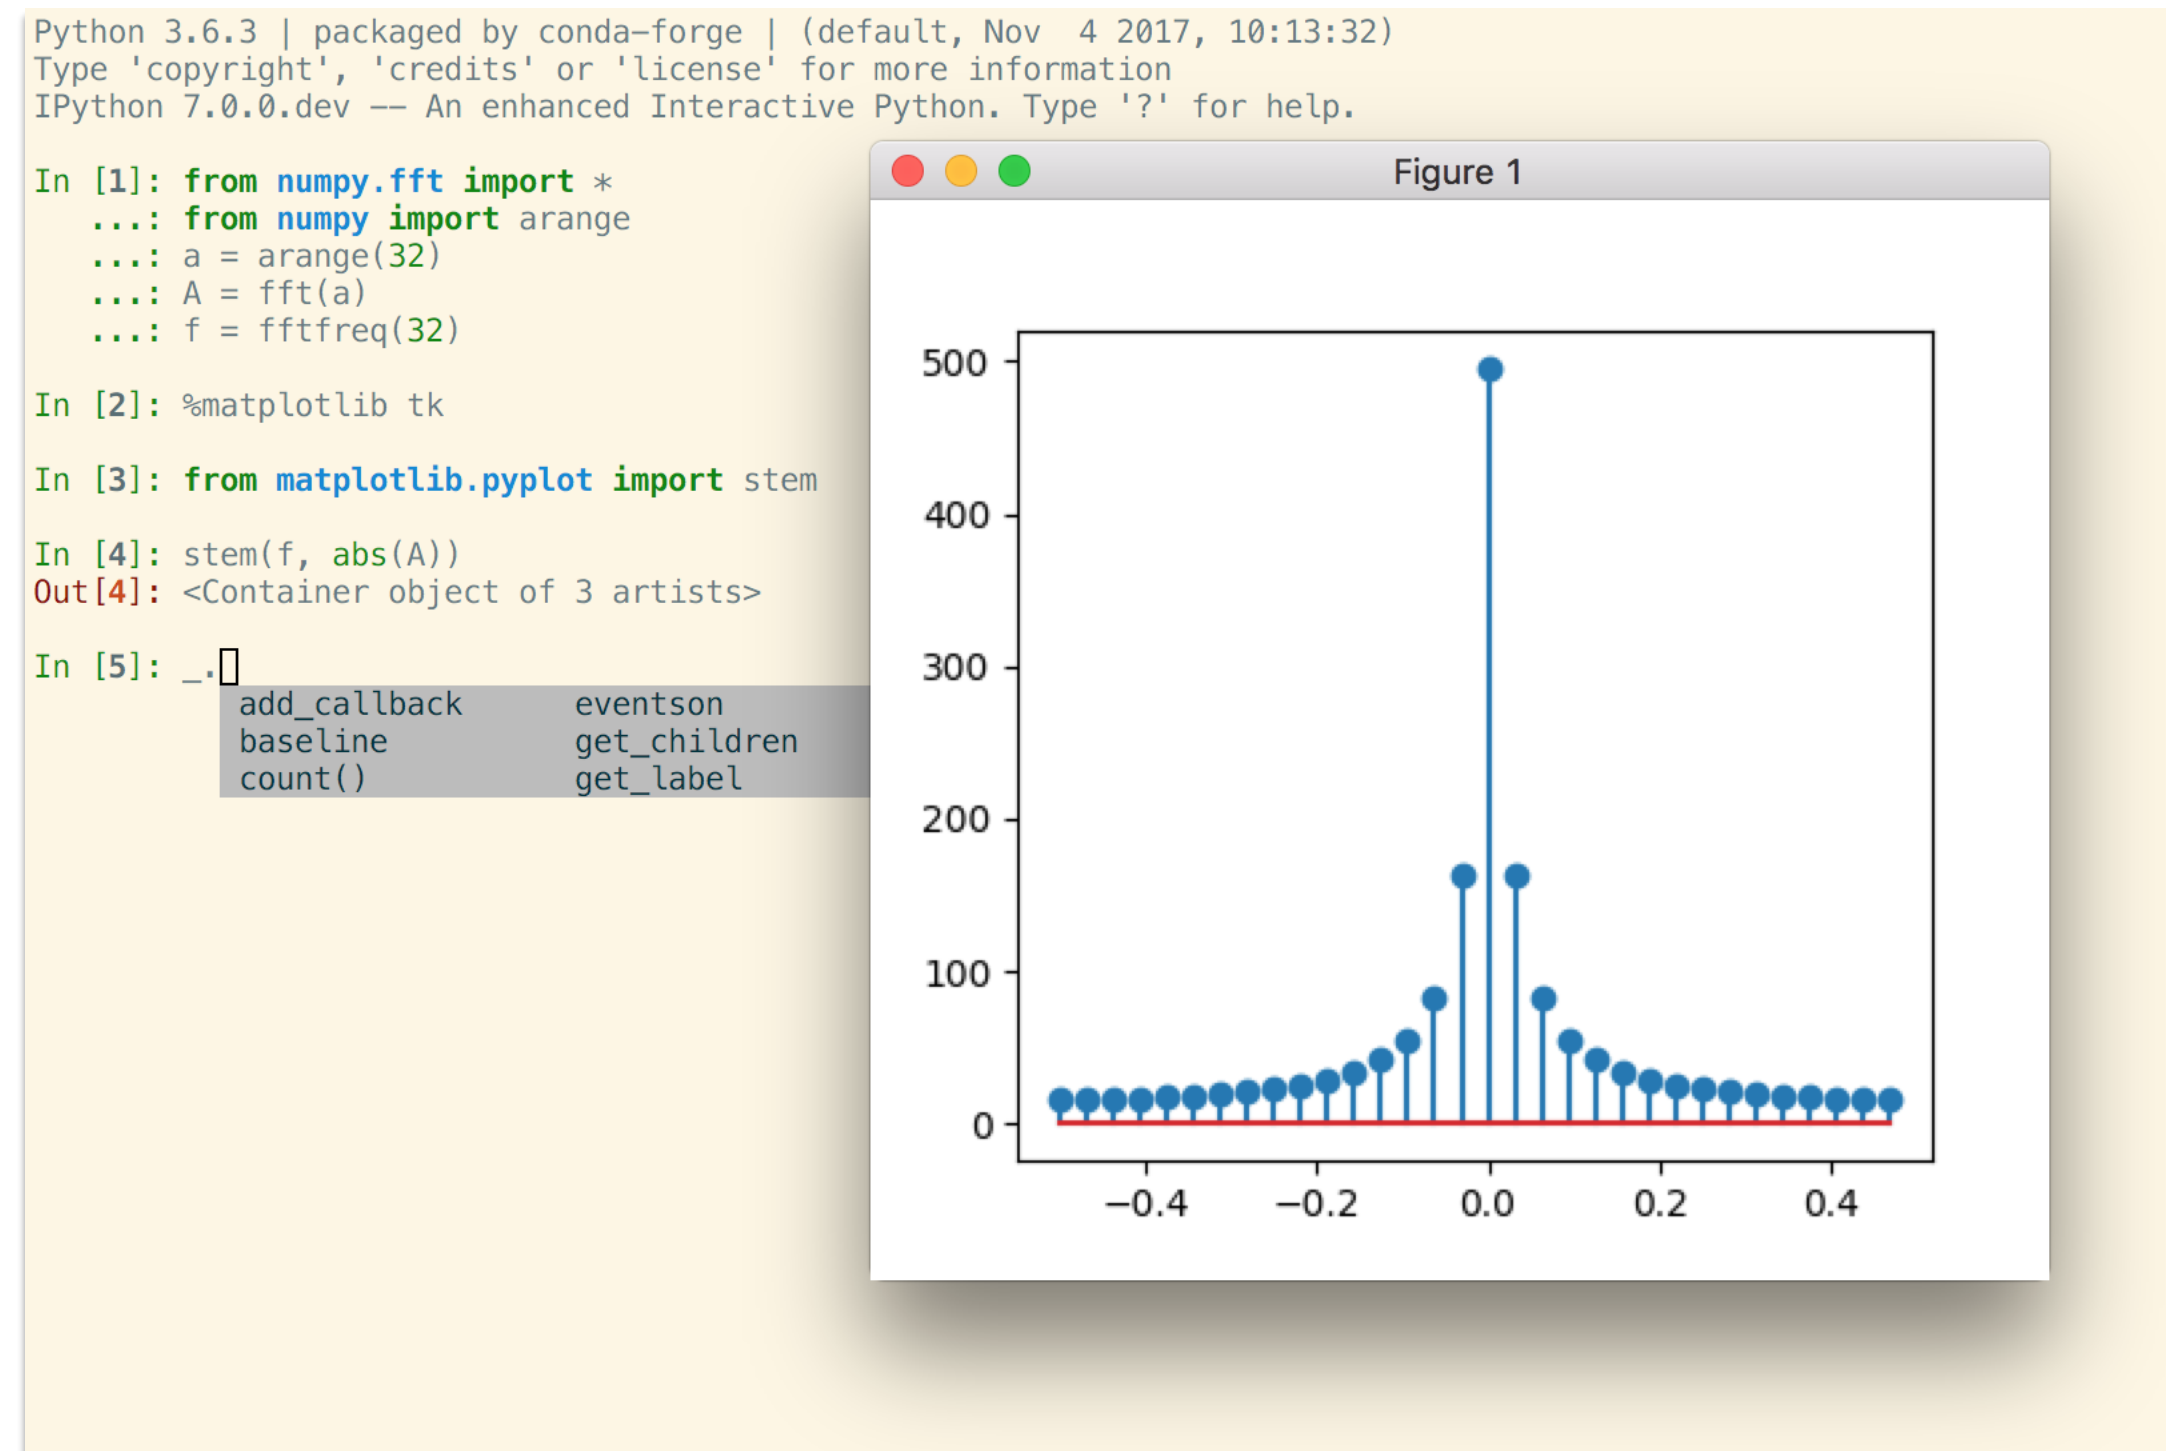 Python 3.6.3 | packaged by conda-forge | (default, Nov  4 2017, 10:13:32)
Type 'copyright', 'credits' or 'license' for more information
IPython 7.0.0.dev -- An enhanced Interactive Python. Type '?' for help.
In [1]: from numpy.fft import *
   ...: from numpy import arange
   ...: a = arange(32)
   ...: A = fft(a)
   ...: f = fftfreq(32)
In [2]: %matplotlib tk
In [3]: from matplotlib.pyplot import stem
In [4]: stem(f, abs(A))
Out[4]: <Container object of 3 artists>
In [5]: _.
add_callback      eventson
baseline          get_children
count()           get_label
Figure 1
500
400
300
200
100
0
−0.4 −0.2 0.0 0.2 0.4